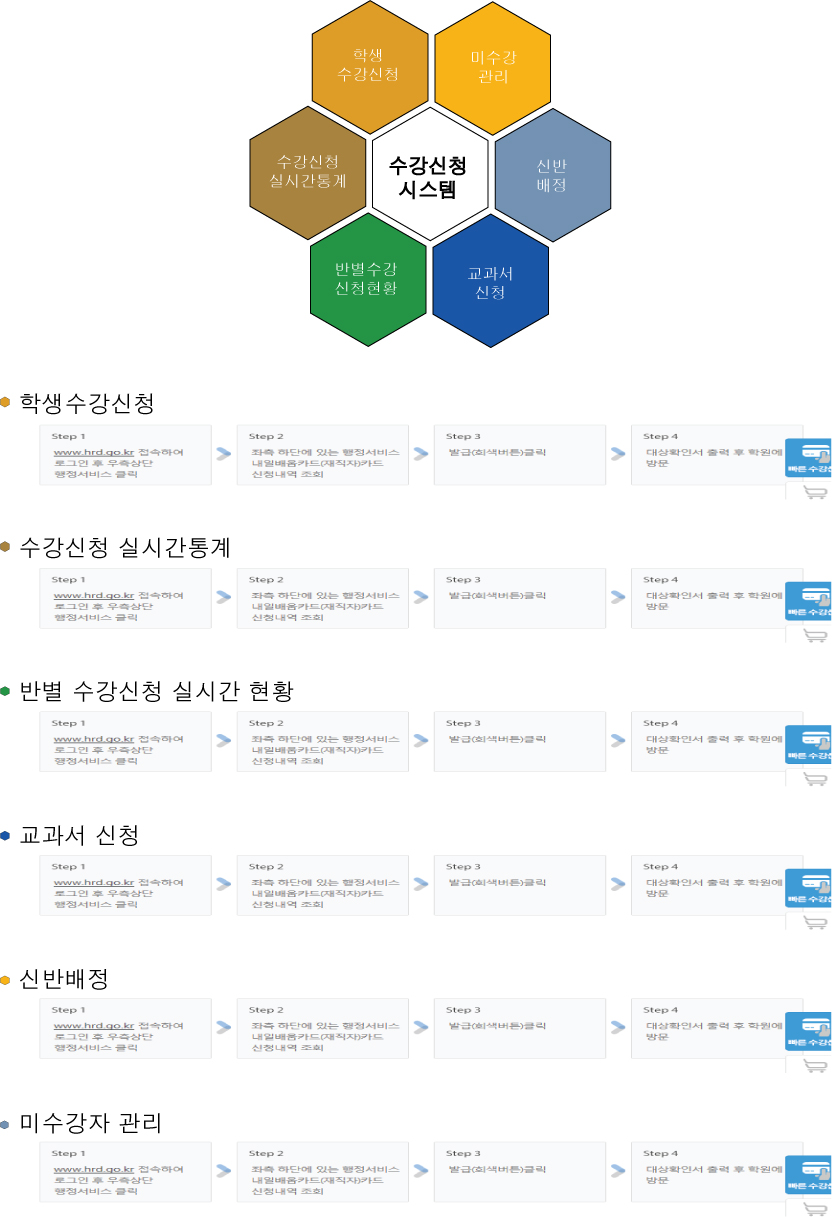 학생
수강신청
미수강
관리
수강신청
실시간통계
수강신청
시스템
신반
배정
반별수강
신청현황
교과서
신청
학생수강신청
Step 1
www.hrd.go.kr 접속하여
로그인 후 우측상단
행정서비스 클릭
Step 2
좌측 하단에 있는 행정서비스
내일배움카드(재직자)카드
신청내역 조회
Step 3
발급(회색버튼)클릭
Step 4
대상확인서 출력 후 학원에
방문
빠른 수강신
수강신청 실시간통계
Step 1
www.hrd.go.kr 접속하여
로그인 후 우측상단
행정서비스 클릭
Step 2
좌측 하단에 있는 행정서비스
내일배움카드(재직자)카드
신청내역 조회
Step 3
발급(회색버튼)클릭
Step 4
대상확인서 출력 후 학원에
방문
빠른 수강신
반별 수강신청 실시간 현황
Step 1
www.hrd.go.kr 접속하여
로그인 후 우측상단
행정서비스 클릭
Step 2
좌측 하단에 있는 행정서비스
내일배움카드(재직자)카드
신청내역 조회
Step 3
발급(회색버튼)클릭
Step 4
대상확인서 출력 후 학원에
방문
빠른 수강신
교과서 신청
Step 1
www.hrd.go.kr 접속하여
로그인 후 우측상단
행정서비스 클릭
Step 2
좌측 하단에 있는 행정서비스
내일배움카드(재직자)카드
신청내역 조회
Step 3
발급(회색버튼)클릭
Step 4
대상확인서 출력 후 학원에
방문
빠른 수강신
신반배정
Step 1
www.hrd.go.kr 접속하여
로그인 후 우측상단
행정서비스 클릭
Step 2
좌측 하단에 있는 행정서비스
내일배움카드(재직자)카드
신청내역 조회
Step 3
발급(회색버튼)클릭
Step 4
대상확인서 출력 후 학원에
방문
빠른 수강신
미수강자 관리
Step 1
www.hrd.go.kr 접속하여
로그인 후 우측상단
행정서비스 클릭
Step 2
좌측 하단에 있는 행정서비스
내일배움카드(재직자)카드
신청내역 조회
Step 3
발급(회색버튼)클릭
Step 4
대상확인서 출력 후 학원에
방문
빠른 수강신